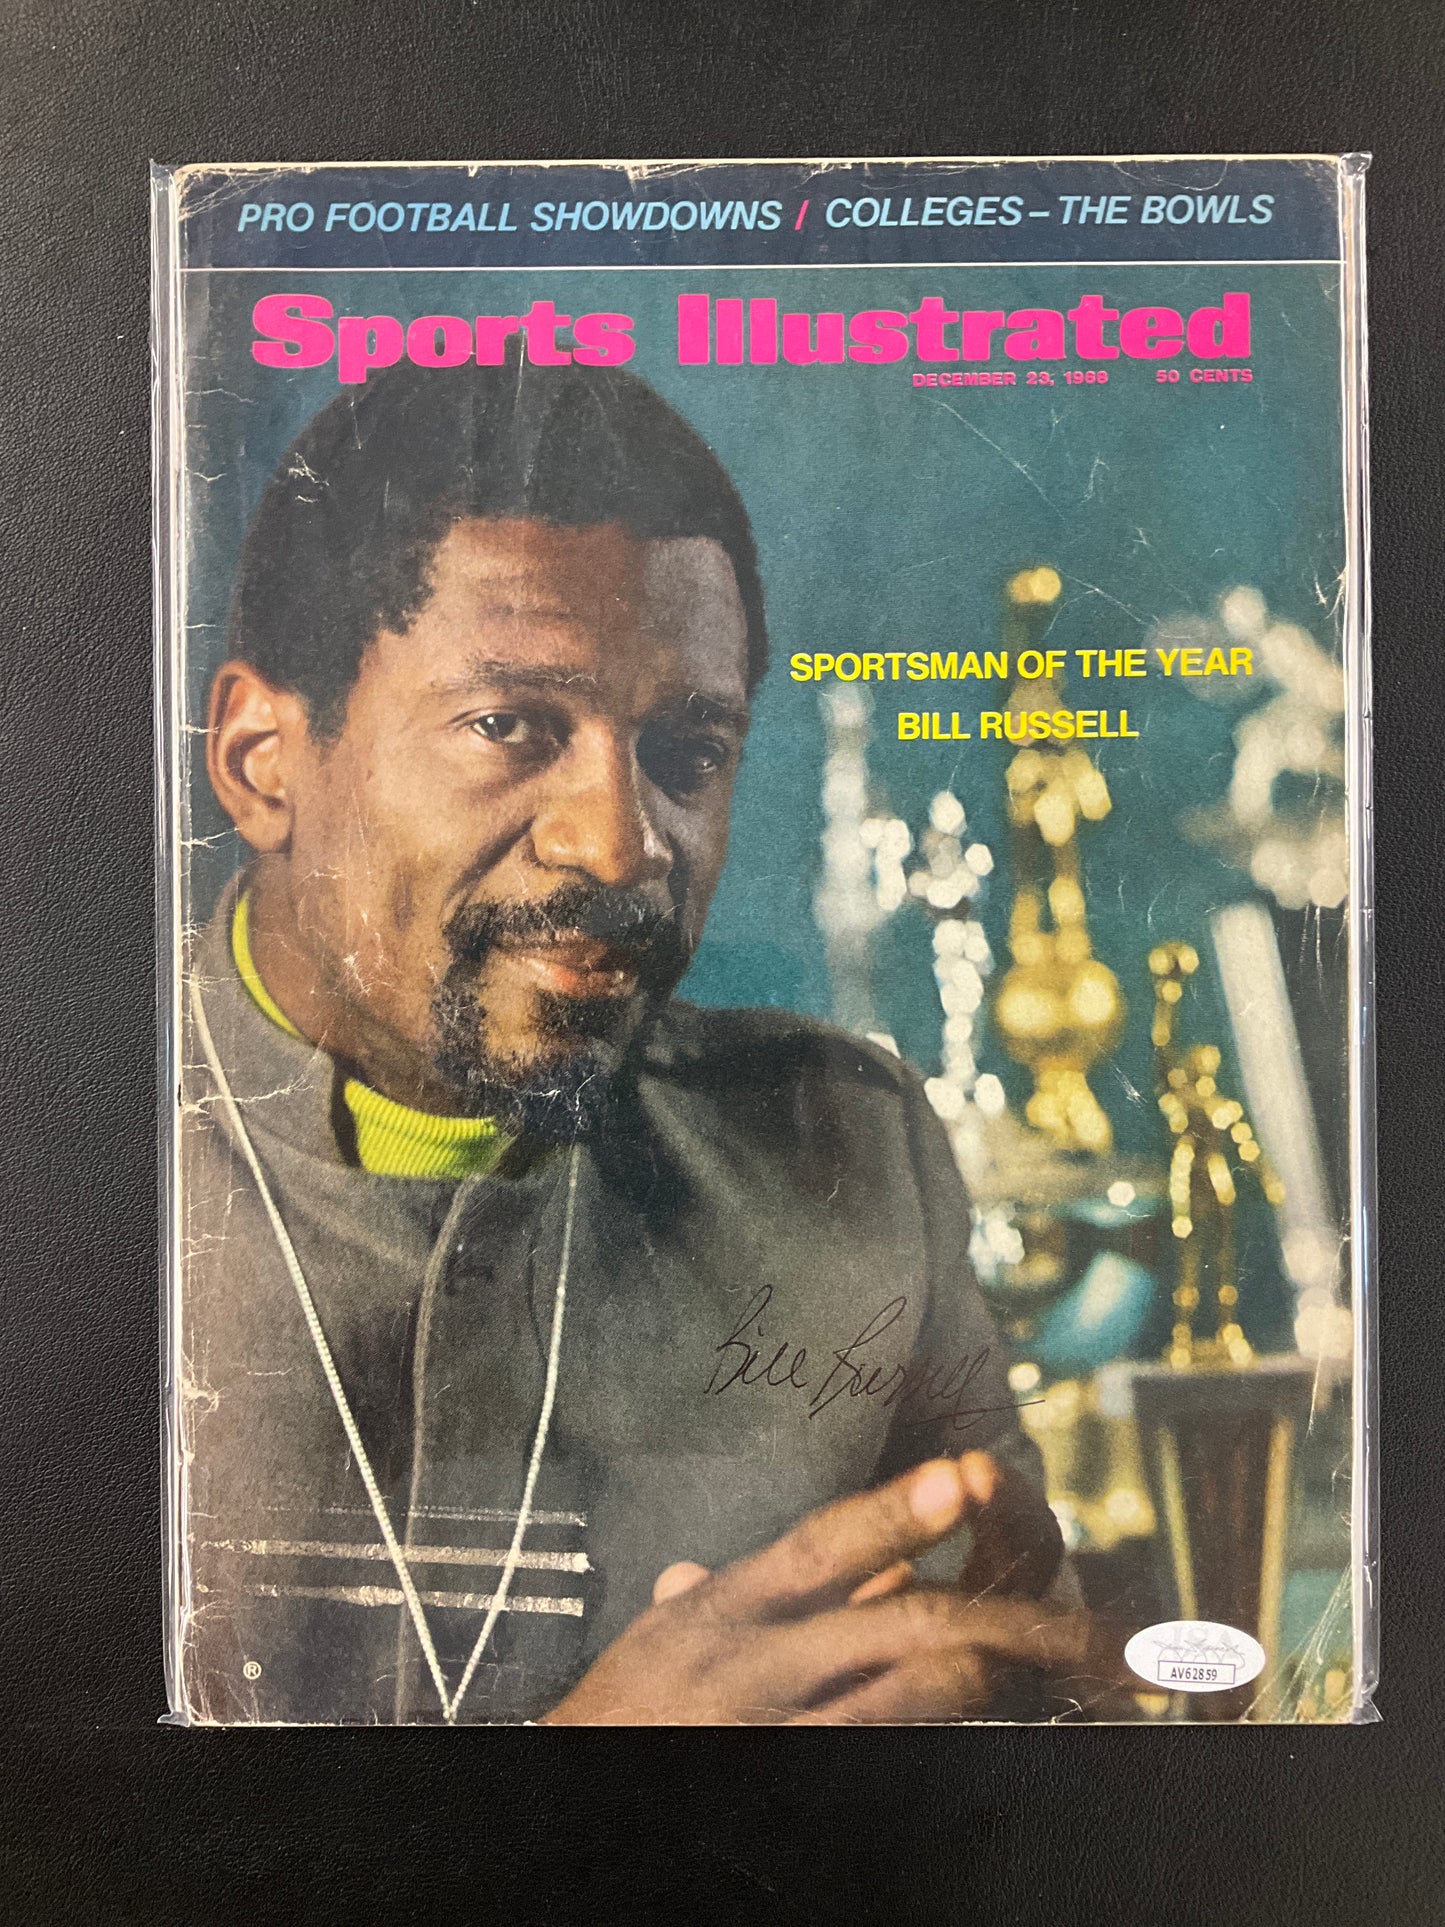 PRO FOOTBALL SHOWDOWNS / COLLEGES – THE BOWLS
Sports Illustrated
DECEMBER 23, 1968 50 CENTS
SPORTSMAN OF THE YEAR
BILL RUSSELL
Bill Russell
JSA
AV62859
®